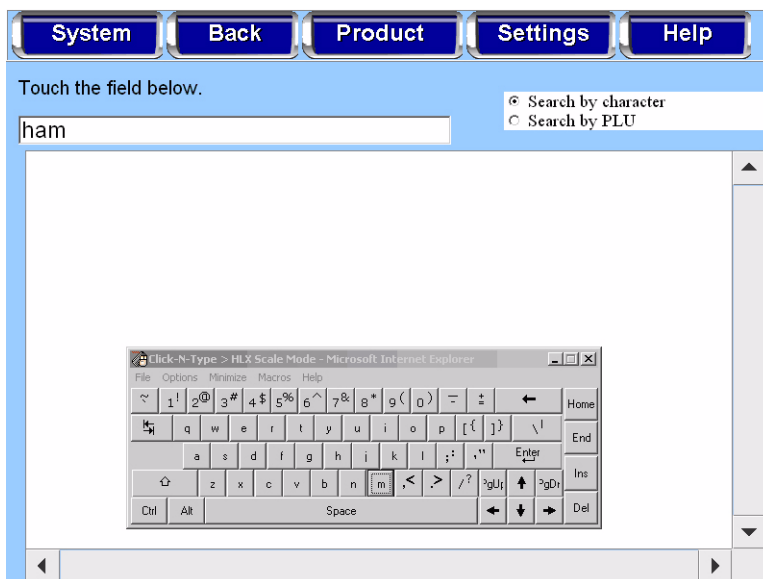 System Back Product Settings Help
Touch the field below.
Search by character
Search by PLU
ham
Click-N-Type > HLX Scale Mode - Microsoft Internet Explorer
File Options Minimize Macros Help
~ 1! 2@ 3# 4$ 5% 6^ 7& 8* 9( 0) - ± Home
q w e r t y u i o p [{ ]} \| End
a s d f g h j k l ;: '" Enter
z x c v b n m ,< .> /? Ins
Ctrl Alt Space Del